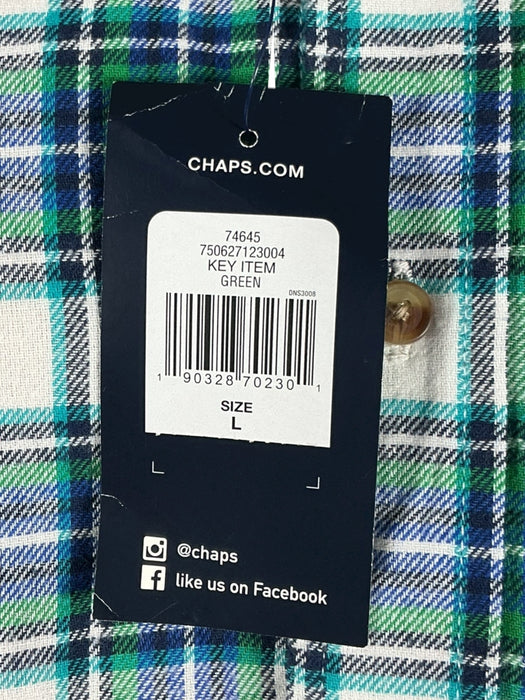 CHAPS.COM
74645
750627123004
KEY ITEM
GREEN
DNS3008
1 90328 70230 1
SIZE
L
@chaps
like us on Facebook